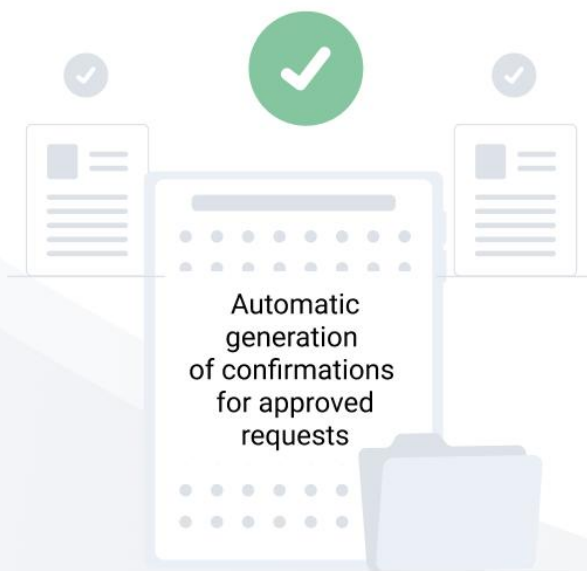 Automatic
generation
of confirmations
for approved
requests